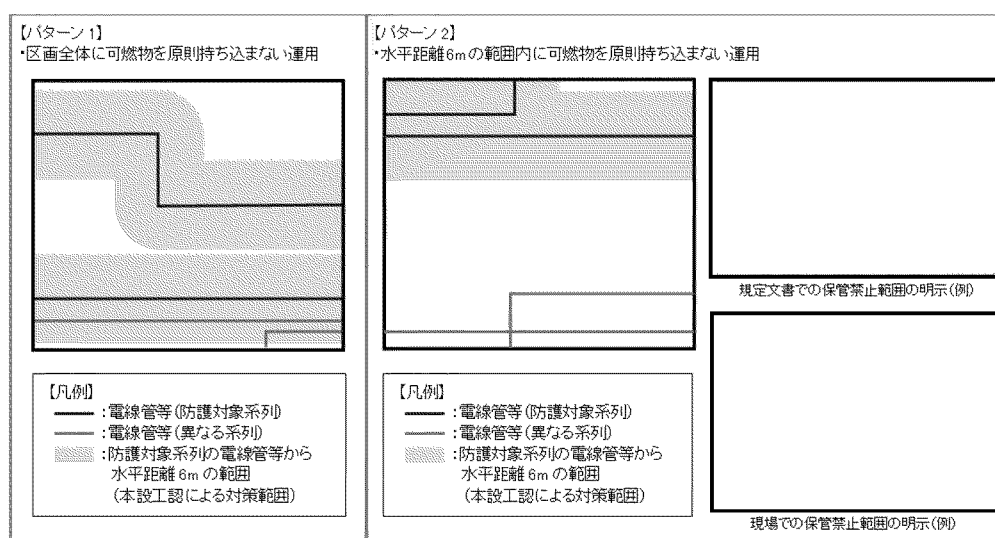 【パターン1】
・区画全体に可燃物を原則持ち込まない運用
【凡例】
:電線管等(防護対象系列)
:電線管等(異なる系列)
:防護対象系列の電線管等から
水平距離6mの範囲
(本設工認による対策範囲)
【パターン2】
・水平距離6mの範囲内に可燃物を原則持ち込まない運用
【凡例】
:電線管等(防護対象系列)
:電線管等(異なる系列)
:防護対象系列の電線管等から
水平距離6mの範囲
(本設工認による対策範囲)
規定文書での保管禁止範囲の明示(例)
現場での保管禁止範囲の明示(例)